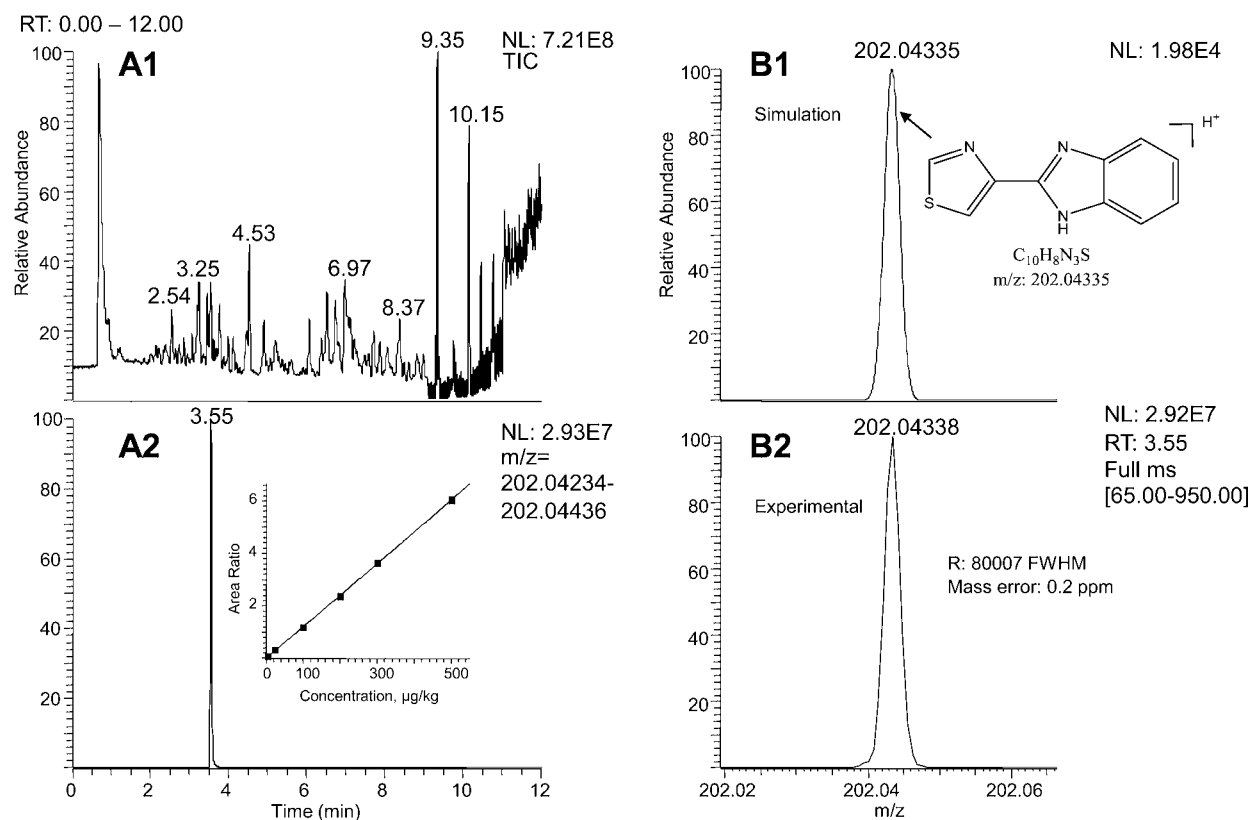 RT: 0.00 – 12.00
A1
NL: 7.21E8
TIC
Relative Abundance
100
80
60
40
20
2.54
3.25
4.53
6.97
8.37
9.35
10.15
A2
NL: 2.93E7
m/z=
202.04234-
202.04436
3.55
100
80
60
40
20
Area Ratio
6
4
2
0
100
300
500
Concentration, µg/kg
0
2
4
6
8
10
12
Time (min)
B1
202.04335
NL: 1.98E4
Simulation
Relative Abundance
100
80
60
40
20
N
S
N
N
H
H+
C10H8N3S
m/z: 202.04335
B2
202.04338
NL: 2.92E7
RT: 3.55
Full ms
[65.00-950.00]
Experimental
R: 80007 FWHM
Mass error: 0.2 ppm
100
80
60
40
20
202.02
202.04
202.06
m/z